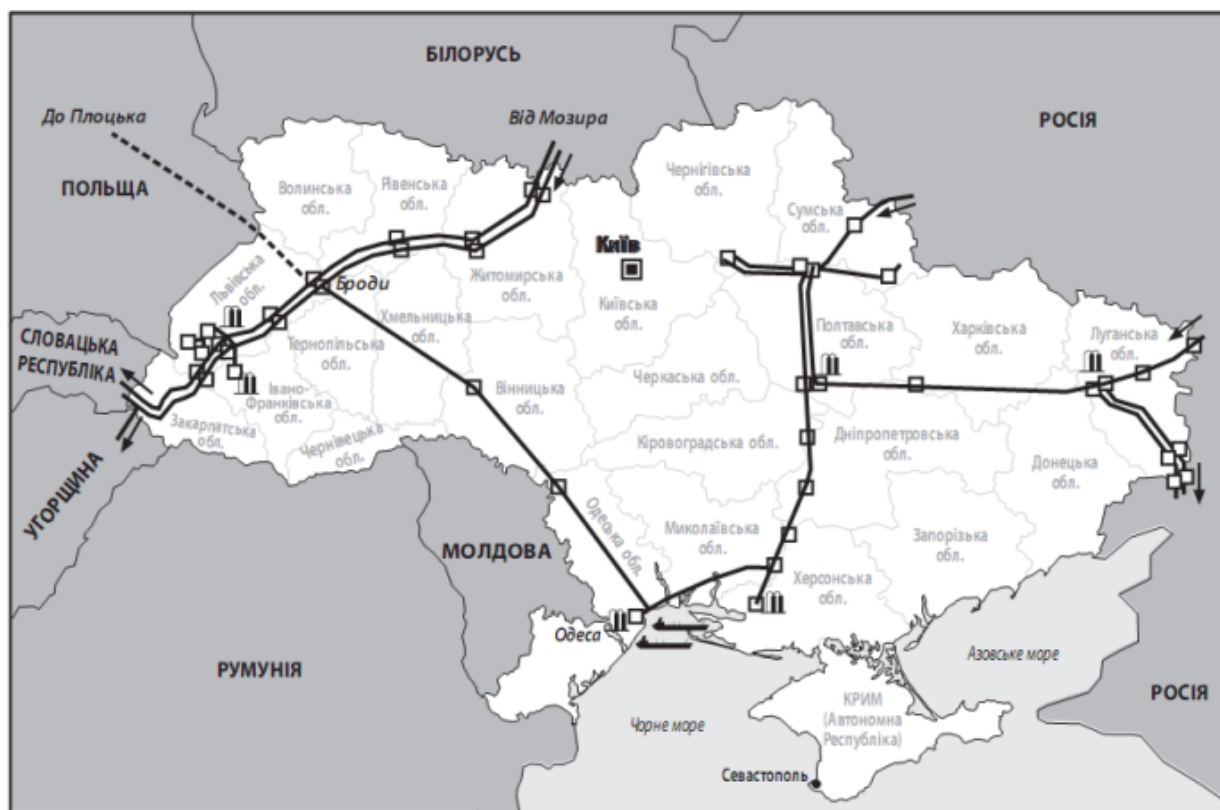 БІЛОРУСЬ
До Плоцька
Від Мозира
РОСІЯ
ПОЛЬЩА
Волинська
обл.
Рівенська
обл.
Чернігівська
обл.
Сумська
обл.
Київ
Житомирська
обл.
Львівська
обл.
Броди
Київська
обл.
Хмельницька
обл.
Полтавська
обл.
Харківська
обл.
Луганська
обл.
СЛОВАЦЬКА
РЕСПУБЛІКА
Тернопільська
обл.
Івано-
Франківська
обл.
Вінницька
обл.
Черкаська обл.
Закарпатська
обл.
Чернівецька
обл.
Кіровоградська обл.
Дніпропетровська
обл.
Донецька
обл.
УГОРЩИНА
Одеська обл.
Миколаївська
обл.
Запорізька
обл.
МОЛДОВА
Херсонська
обл.
Одеса
Азовське море
РУМУНІЯ
РОСІЯ
КРИМ
(Автономна
Республіка)
Чорне море
Севастополь